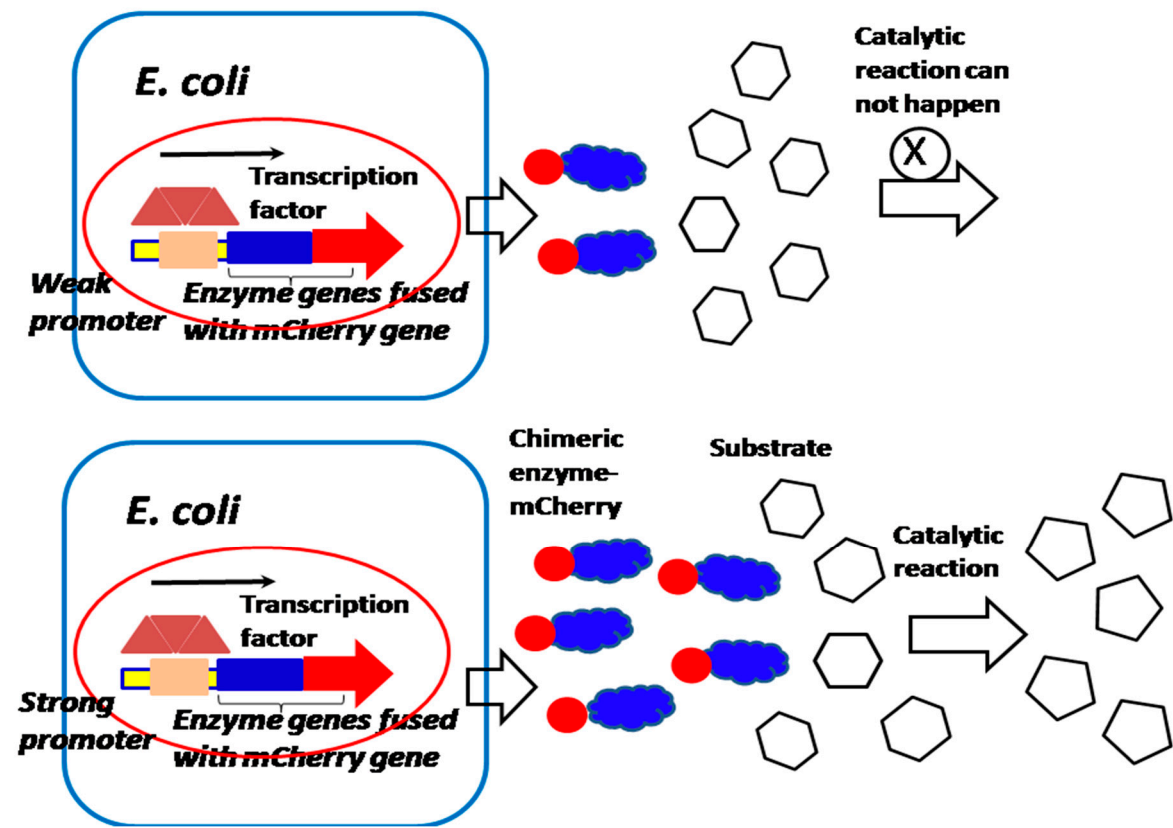 E. coli
Transcription
factor
Weak
promoter
Enzyme genes fused
with mCherry gene
Catalytic
reaction can
not happen
X
E. coli
Transcription
factor
Strong
promoter
Enzyme genes fused
with mCherry gene
Chimeric
enzyme-
mCherry
Substrate
Catalytic
reaction